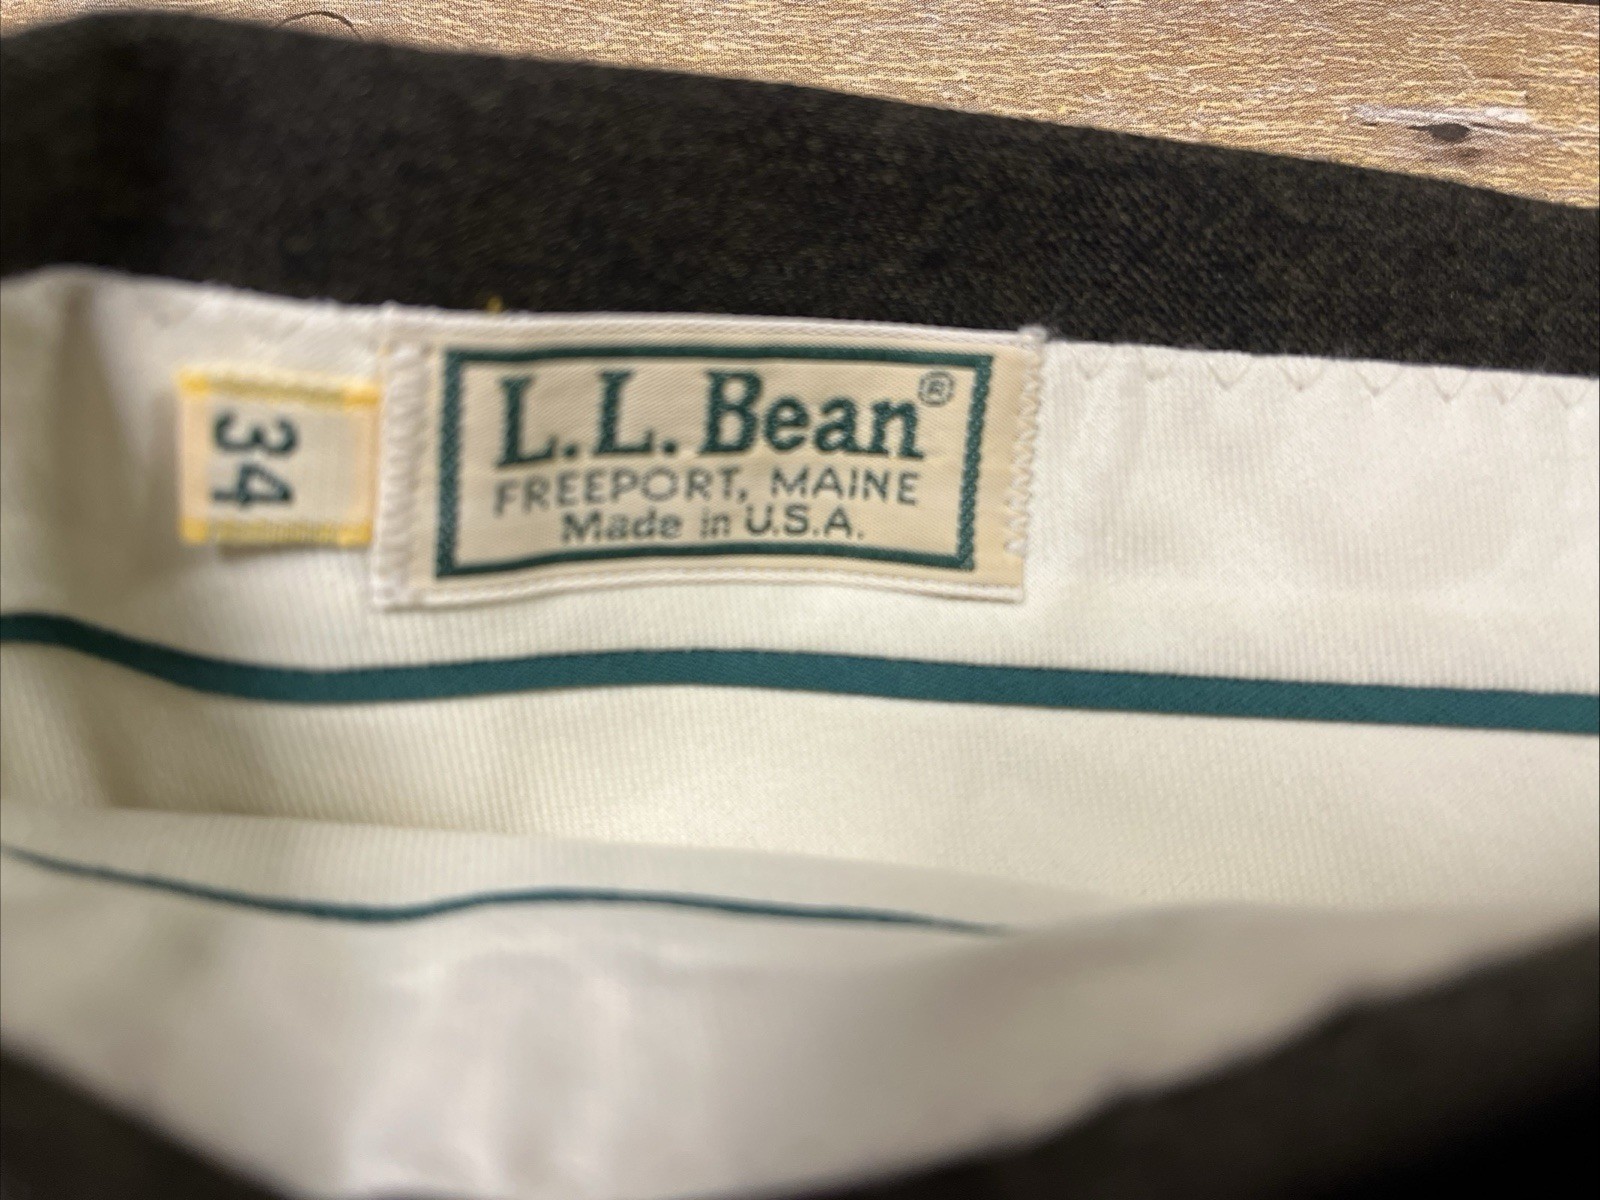 34
L.L.Bean®
FREEPORT, MAINE
Made in U.S.A.